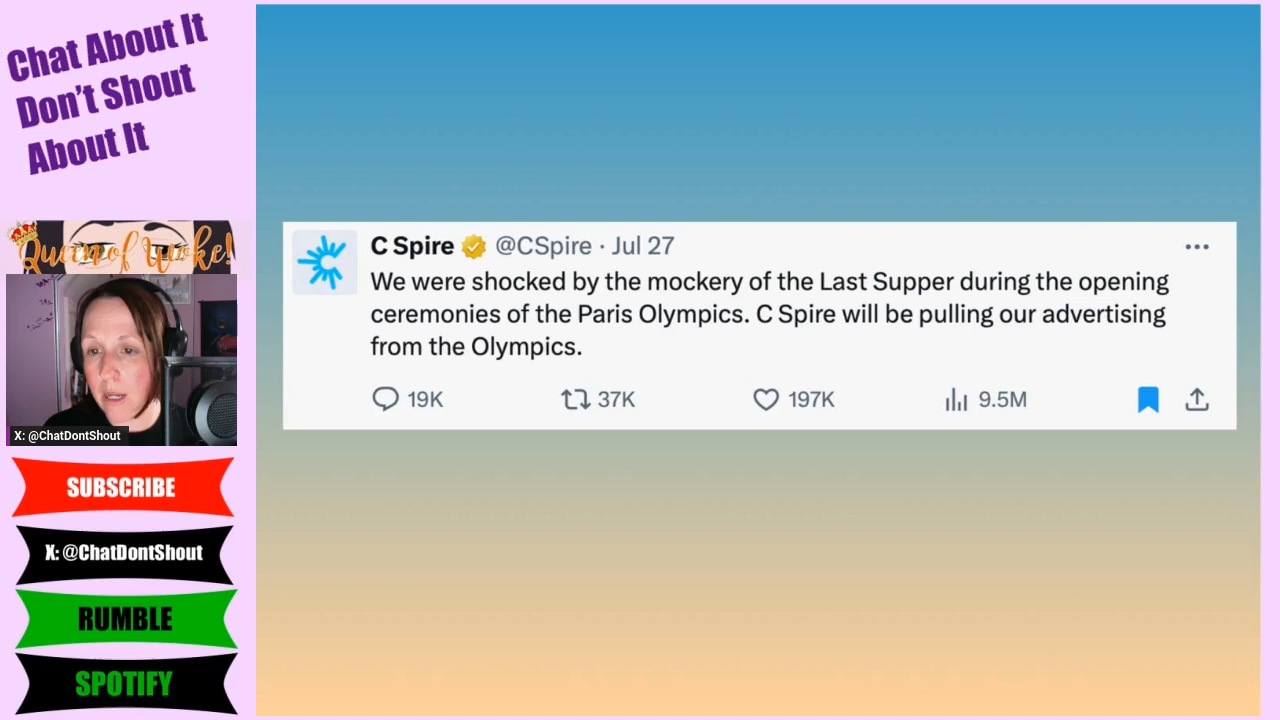 Chat About It
Don't Shout
About It
Queen of Woke!
X: @ChatDontShout
SUBSCRIBE
X: @ChatDontShout
RUMBLE
SPOTIFY
C Spire @CSpire · Jul 27
We were shocked by the mockery of the Last Supper during the opening
ceremonies of the Paris Olympics. C Spire will be pulling our advertising
from the Olympics.
19K 37K 197K 9.5M